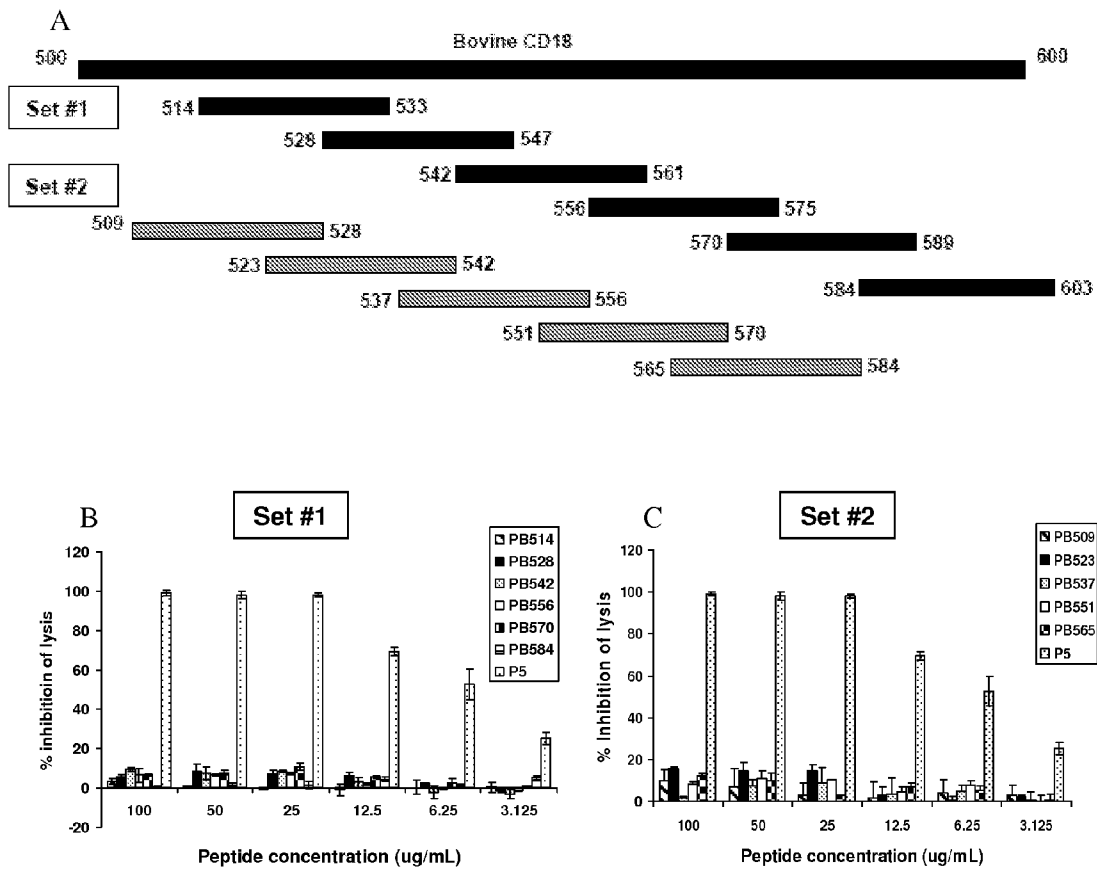 A
Bovine CD18
500
600
Set #1
514
533
528
547
Set #2
542
561
556
575
509
528
570
589
523
542
584
603
537
556
551
570
565
584
B
Set #1
PB514
PB528
PB542
PB556
PB570
PB584
P5
120
100
80
60
40
20
0
-20
% inhibitioin of lysis
100
50
25
12.5
6.25
3.125
Peptide concentration (ug/mL)
C
Set #2
PB509
PB523
PB537
PB551
PB565
P5
120
100
80
60
40
20
0
% Inhibition of lysis
100
50
25
12.5
6.25
3.125
Peptide concentration (ug/mL)